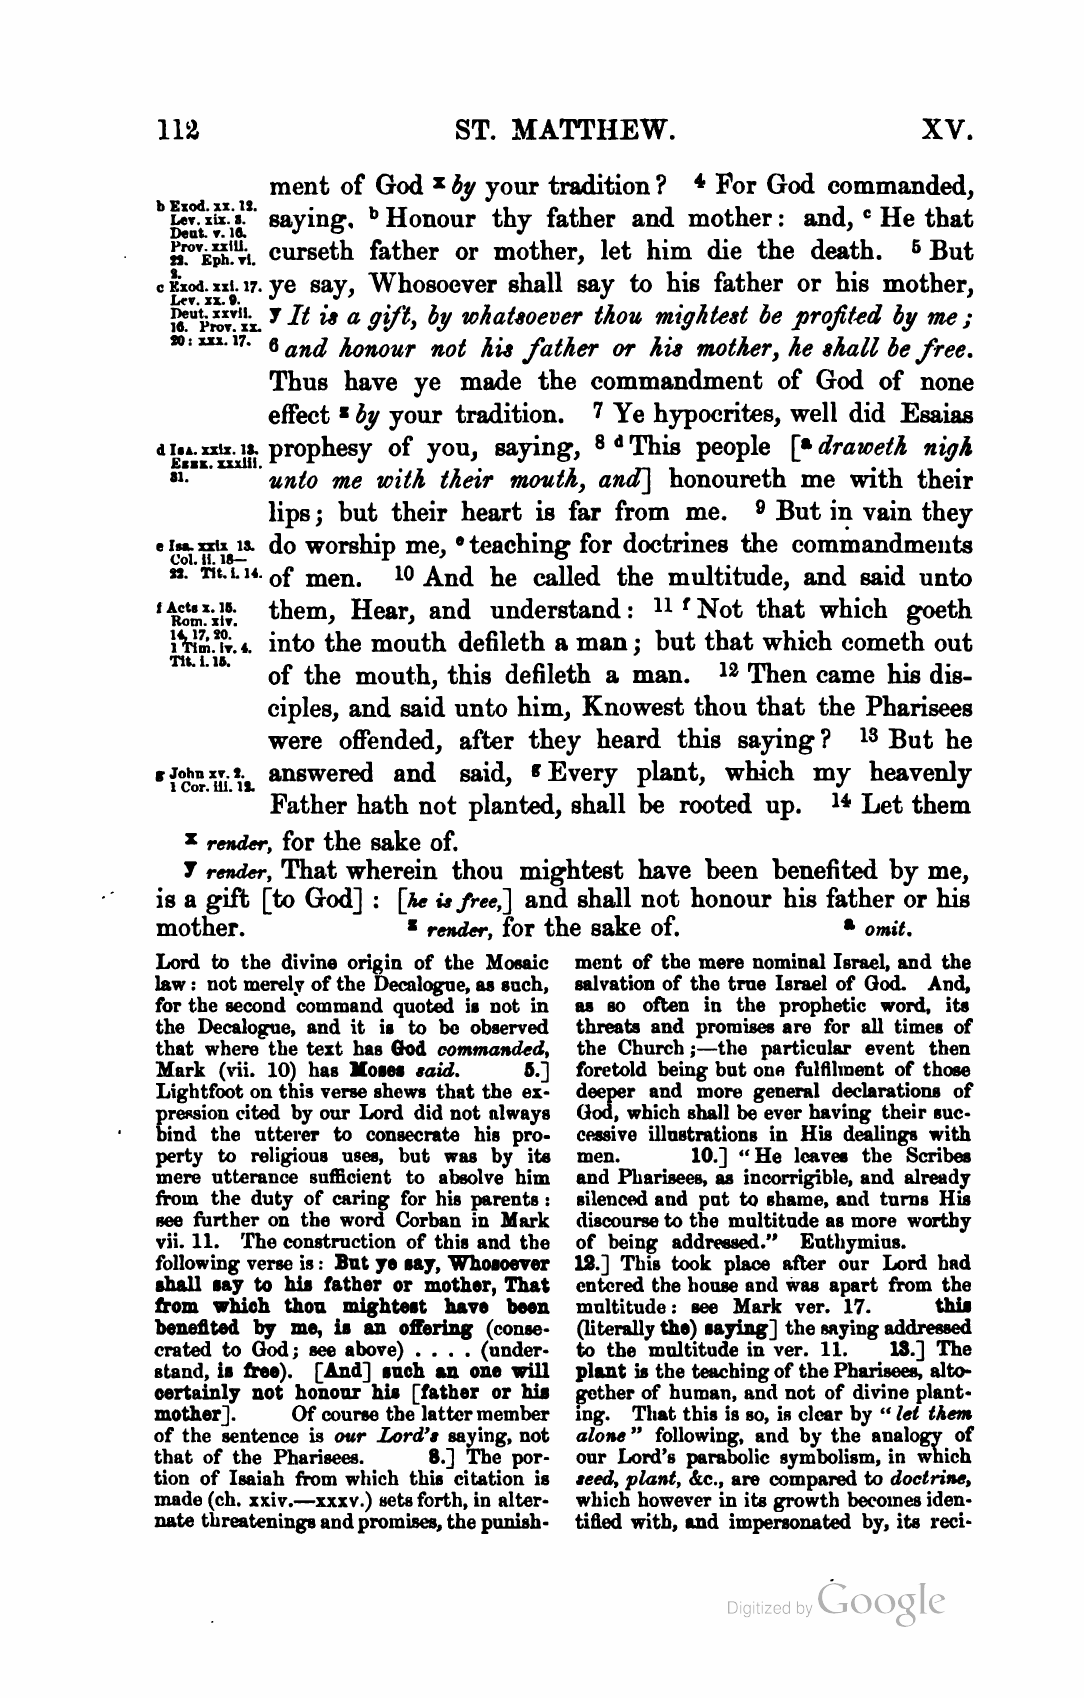 112 ST. MATTHEW. XV.
ment of God x by your tradition? 4 For God commanded,
saying, b Honour thy father and mother: and, c He that
curseth father or mother, let him die the death. 5 But
ye say, Whosoever shall say to his father or his mother,
y It is a gift, by whatsoever thou mightest be profited by me;
6 and honour not his father or his mother, he shall be free.
Thus have ye made the commandment of God of none
effect z by your tradition. 7 Ye hypocrites, well did Esaias
prophesy of you, saying, 8 d This people [a draweth nigh
unto me with their mouth, and] honoureth me with their
lips; but their heart is far from me. 9 But in vain they
do worship me, e teaching for doctrines the commandments
of men. 10 And he called the multitude, and said unto
them, Hear, and understand: 11 f Not that which goeth
into the mouth defileth a man; but that which cometh out
of the mouth, this defileth a man. 12 Then came his dis-
ciples, and said unto him, Knowest thou that the Pharisees
were offended, after they heard this saying? 13 But he
answered and said, g Every plant, which my heavenly
Father hath not planted, shall be rooted up. 14 Let them
b Exod. xx. 12.
Lev. xix. 3.
Deut. v. 16.
Prov. xxiii.
22. Eph. vi.
2.
c Exod. xxi. 17.
Lev. xx. 9.
Deut. xxvii.
16. Prov. xx.
20: xxx. 17.
d Isa. xxix. 13.
Ezek. xxxiii.
31.
e Isa. xxix 13.
Col. ii. 18—
22. Tit. i. 14.
f Acts x. 15.
Rom. xiv.
14, 17, 20.
1 Tim. iv. 4.
Tit. i. 15.
g John xv. 2.
1 Cor. iii. 12.
x render, for the sake of.
y render, That wherein thou mightest have been benefited by me,
is a gift [to God]: [he is free,] and shall not honour his father or his
mother. z render, for the sake of. a omit.
Lord to the divine origin of the Mosaic
law: not merely of the Decalogue, as such,
for the second command quoted is not in
the Decalogue, and it is to be observed
that where the text has God commanded,
Mark (vii. 10) has Moses said. 5.]
Lightfoot on this verse shews that the ex-
pression cited by our Lord did not always
bind the utterer to consecrate his pro-
perty to religious uses, but was by its
mere utterance sufficient to absolve him
from the duty of caring for his parents:
see further on the word Corban in Mark
vii. 11. The construction of this and the
following verse is: But ye say, Whosoever
shall say to his father or mother, That
from which thou mightest have been
benefited by me, is an offering (conse-
crated to God; see above) . . . . (under-
stand, is free). [And] such an one will
certainly not honour his [father or his
mother]. Of course the latter member
of the sentence is our Lord's saying, not
that of the Pharisees. 8.] The por-
tion of Isaiah from which this citation is
made (ch. xxiv.—xxxv.) sets forth, in alter-
nate threatenings and promises, the punish-
ment of the mere nominal Israel, and the
salvation of the true Israel of God. And,
as so often in the prophetic word, its
threats and promises are for all times of
the Church;—the particular event then
foretold being but one fulfilment of those
deeper and more general declarations of
God, which shall be ever having their suc-
cessive illustrations in His dealings with
men. 10.] "He leaves the Scribes
and Pharisees, as incorrigible, and already
silenced and put to shame, and turns His
discourse to the multitude as more worthy
of being addressed." Euthymius.
12.] This took place after our Lord had
entered the house and was apart from the
multitude: see Mark ver. 17. this
(literally the) saying] the saying addressed
to the multitude in ver. 11. 13.] The
plant is the teaching of the Pharisees, alto-
gether of human, and not of divine plant-
ing. That this is so, is clear by "let them
alone" following, and by the analogy of
our Lord's parabolic symbolism, in which
seed, plant, &c., are compared to doctrine,
which however in its growth becomes iden-
tified with, and impersonated by, its reci-
Digitized by Google